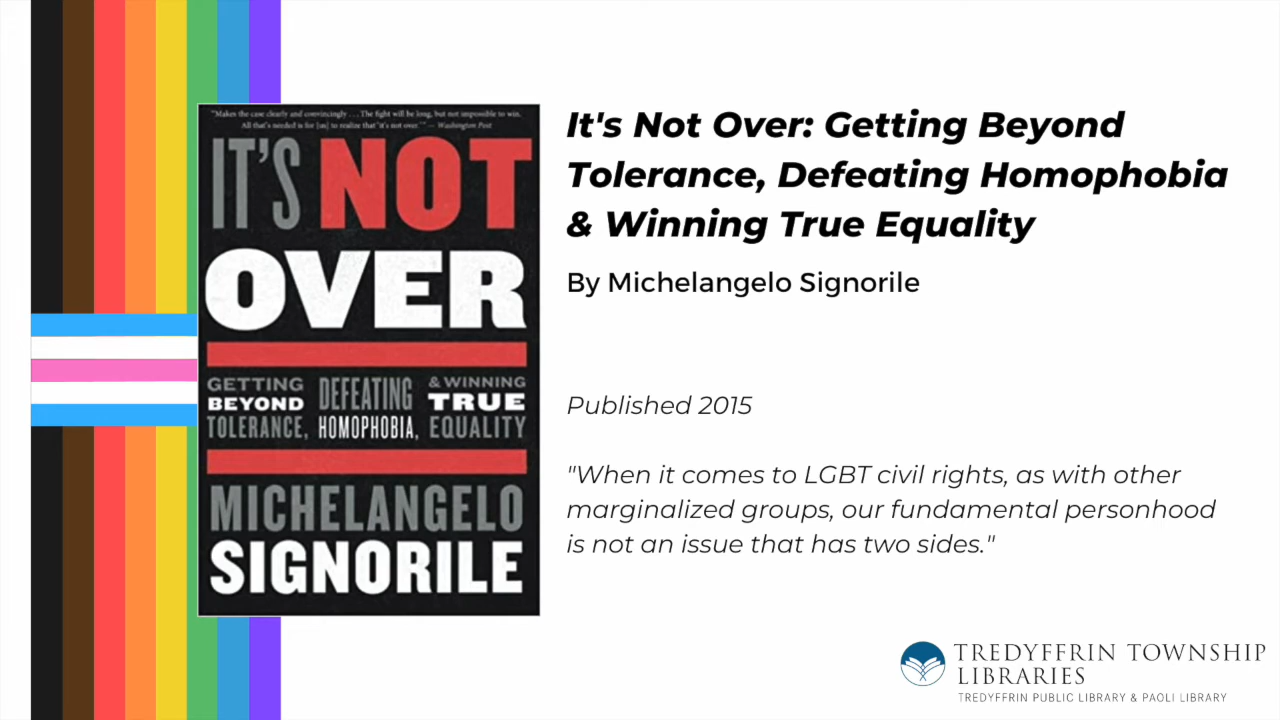 "Makes the case clearly and convincingly . . . The fight will be long, but not impossible to win.
All that's needed is for [us] to realize that 'it's not over.'" — Washington Post
IT'S NOT
OVER
GETTING BEYOND TOLERANCE, DEFEATING HOMOPHOBIA, & WINNING TRUE EQUALITY
MICHELANGELO
SIGNORILE
It's Not Over: Getting Beyond
Tolerance, Defeating Homophobia
& Winning True Equality
By Michelangelo Signorile
Published 2015
"When it comes to LGBT civil rights, as with other
marginalized groups, our fundamental personhood
is not an issue that has two sides."
TREDYFFRIN TOWNSHIP
LIBRARIES
TREDYFFRIN PUBLIC LIBRARY & PAOLI LIBRARY